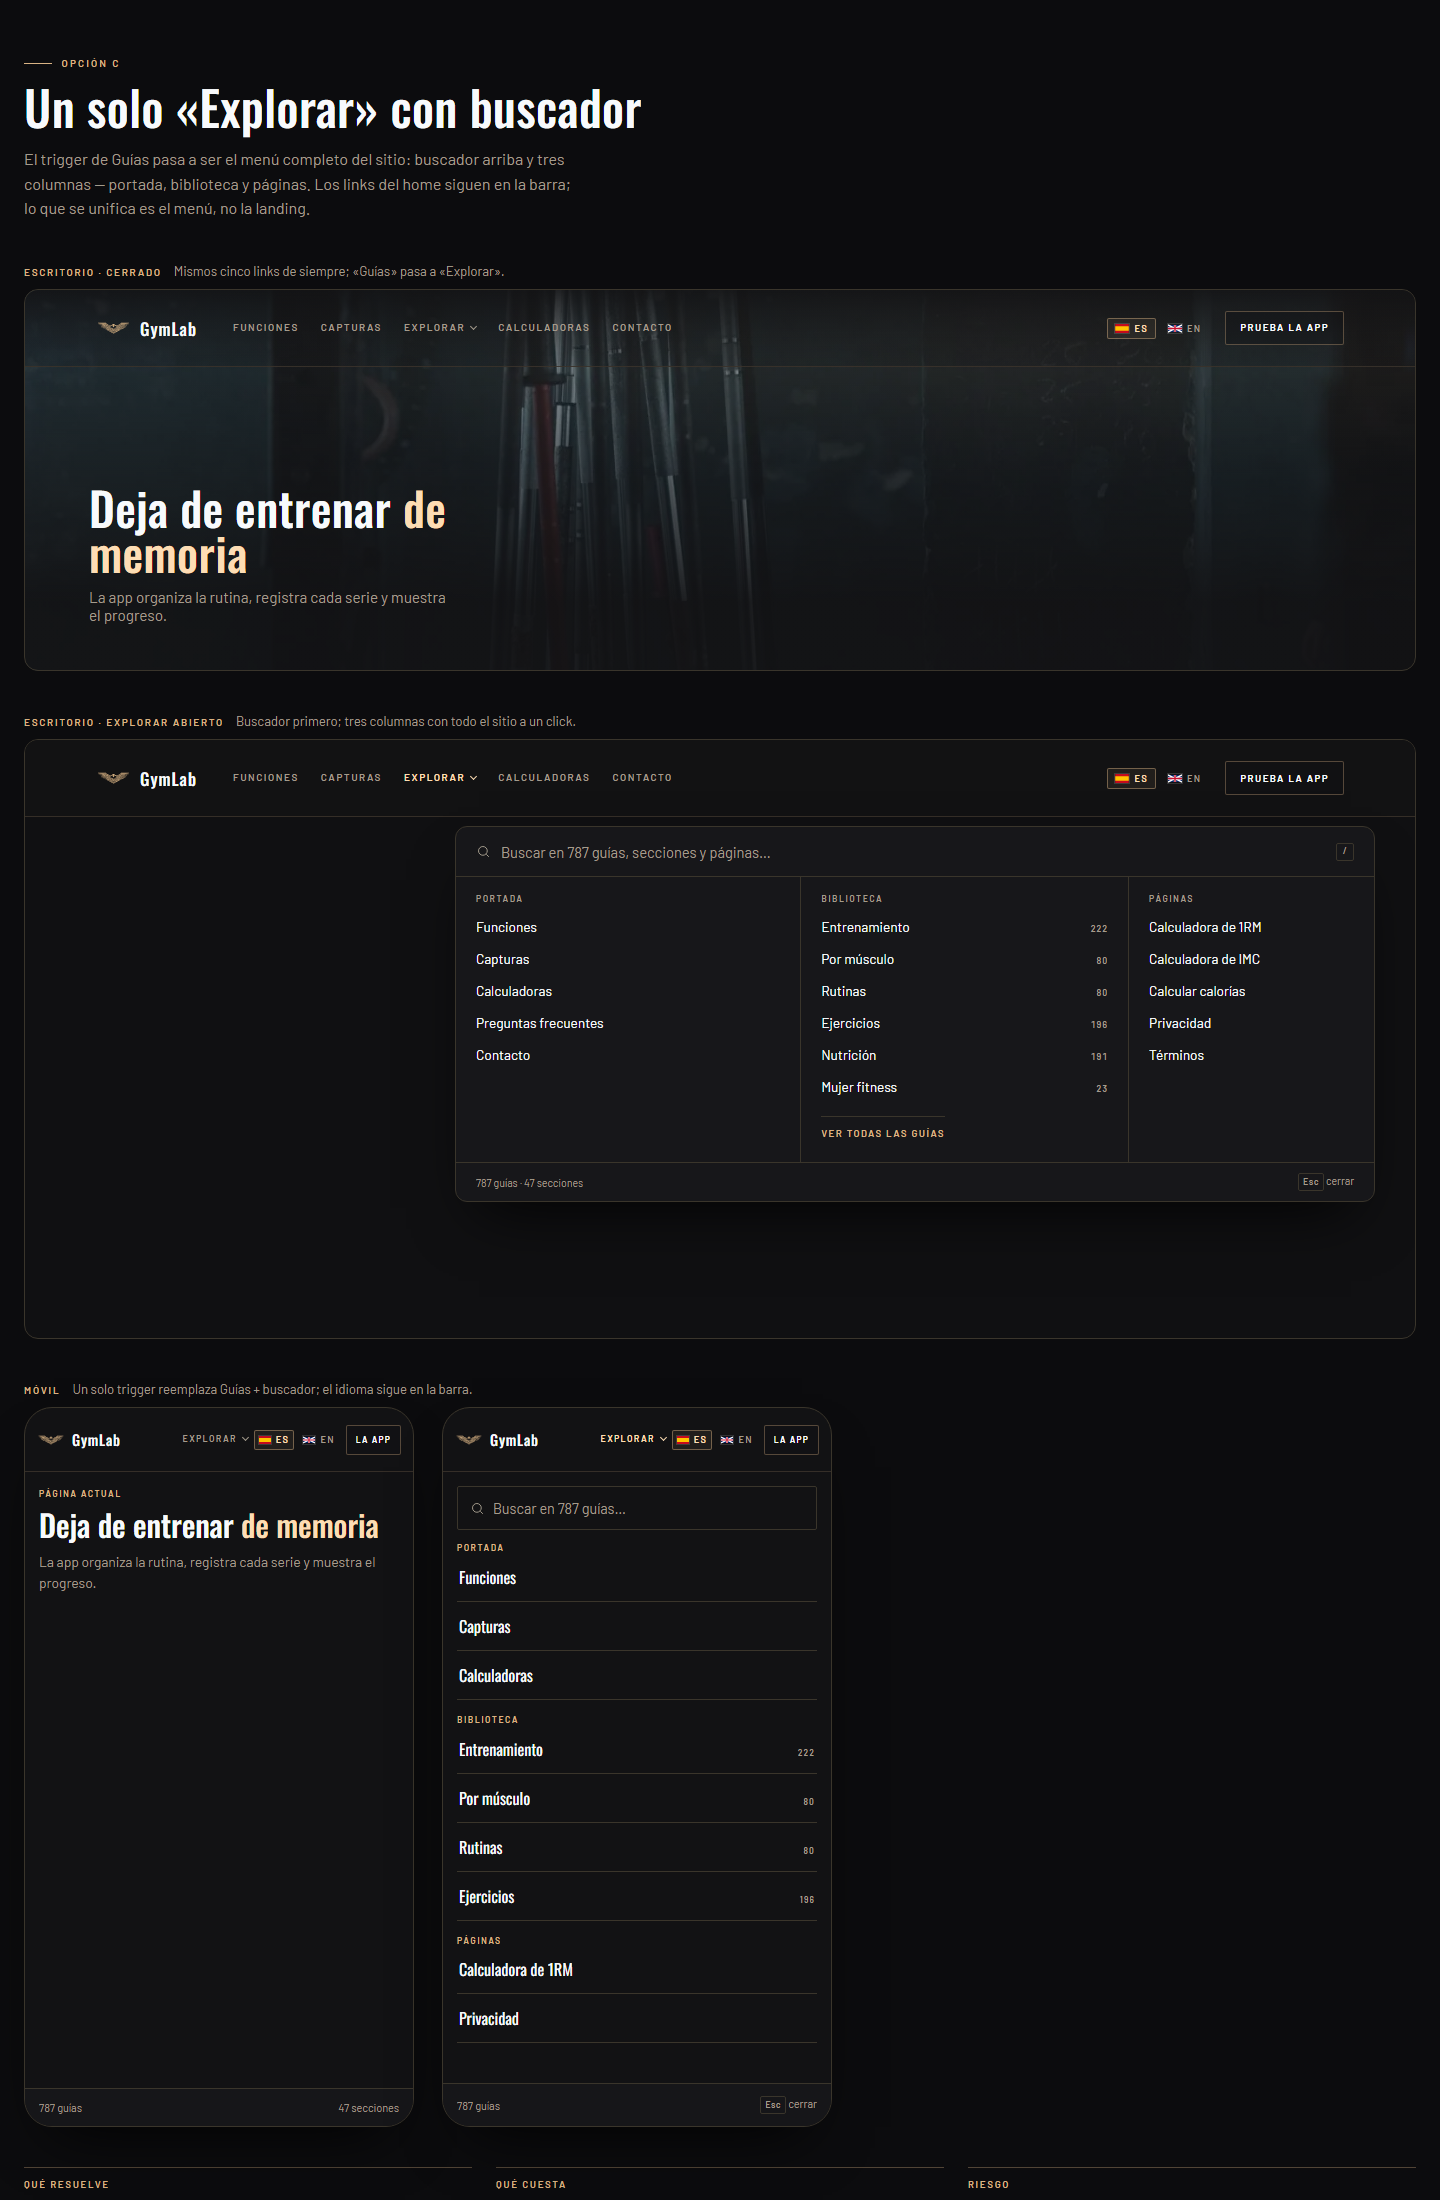 OPCIÓN C
Un solo «Explorar» con buscador
El trigger de Guías pasa a ser el menú completo del sitio: buscador arriba y tres
columnas — portada, biblioteca y páginas. Los links del home siguen en la barra;
lo que se unifica es el menú, no la landing.
ESCRITORIO · CERRADO Mismos cinco links de siempre; «Guías» pasa a «Explorar».
GymLab FUNCIONES CAPTURAS EXPLORAR CALCULADORAS CONTACTO ES EN PRUEBA LA APP
Deja de entrenar de
memoria
La app organiza la rutina, registra cada serie y muestra
el progreso.
ESCRITORIO · EXPLORAR ABIERTO Buscador primero; tres columnas con todo el sitio a un click.
GymLab FUNCIONES CAPTURAS EXPLORAR CALCULADORAS CONTACTO ES EN PRUEBA LA APP
Buscar en 787 guías, secciones y páginas... /
PORTADA
Funciones
Capturas
Calculadoras
Preguntas frecuentes
Contacto
BIBLIOTECA
Entrenamiento 222
Por músculo 80
Rutinas 80
Ejercicios 196
Nutrición 191
Mujer fitness 23
VER TODAS LAS GUÍAS
PÁGINAS
Calculadora de 1RM
Calculadora de IMC
Calcular calorías
Privacidad
Términos
787 guías · 47 secciones Esc cerrar
MÓVIL Un solo trigger reemplaza Guías + buscador; el idioma sigue en la barra.
GymLab EXPLORAR ES EN LA APP
PÁGINA ACTUAL
Deja de entrenar de memoria
La app organiza la rutina, registra cada serie y muestra el
progreso.
787 guías 47 secciones
GymLab EXPLORAR ES EN LA APP
Buscar en 787 guías...
PORTADA
Funciones
Capturas
Calculadoras
BIBLIOTECA
Entrenamiento 222
Por músculo 80
Rutinas 80
Ejercicios 196
PÁGINAS
Calculadora de 1RM
Privacidad
787 guías Esc cerrar
QUÉ RESUELVE
QUÉ CUESTA
RIESGO